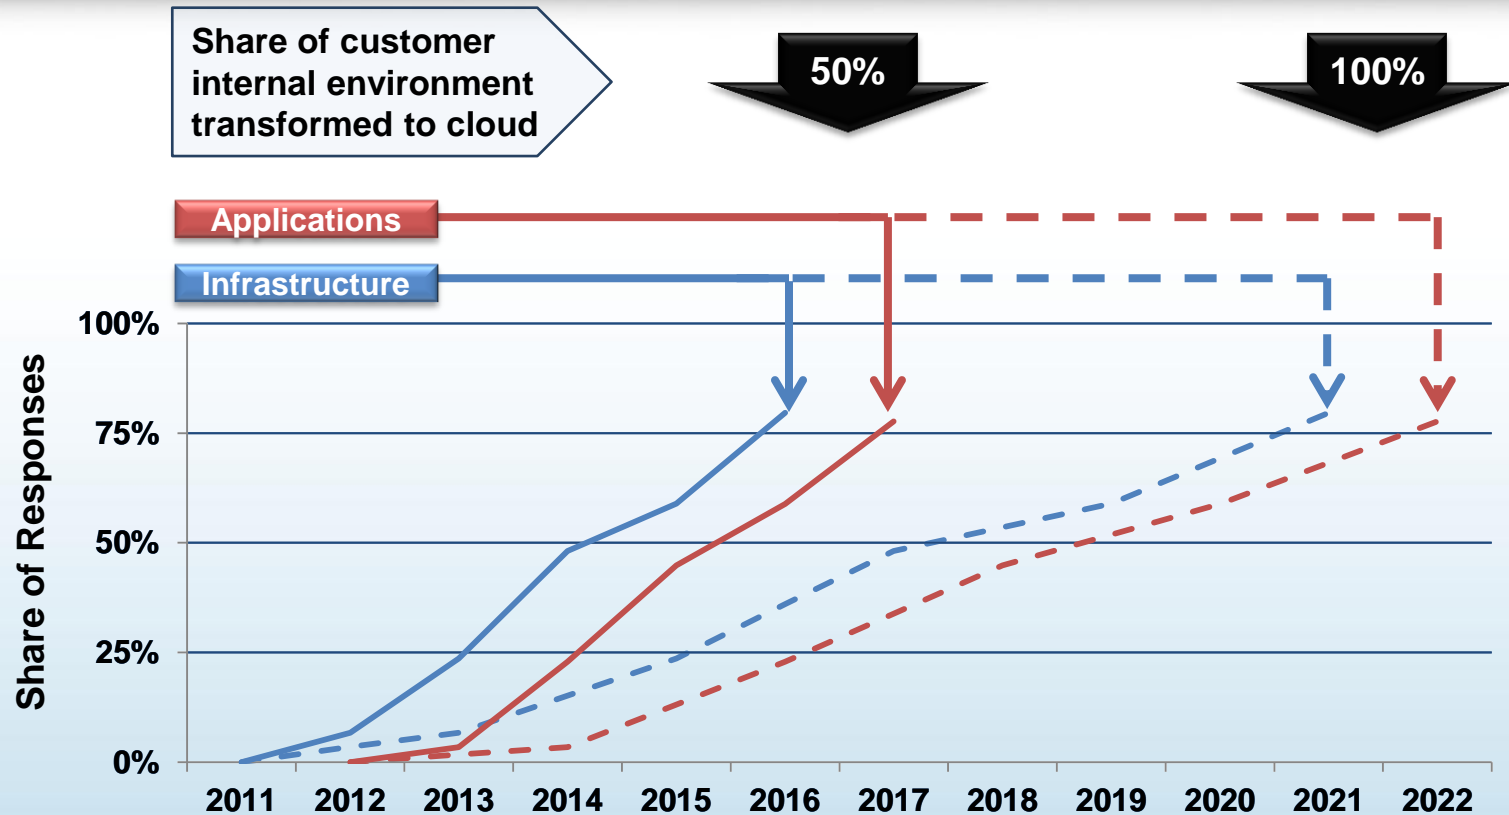 Share of customer
internal environment
transformed to cloud
50%
100%
Applications
Infrastructure
Share of Responses
100%
75%
50%
25%
0%
2011 2012 2013 2014 2015 2016 2017 2018 2019 2020 2021 2022